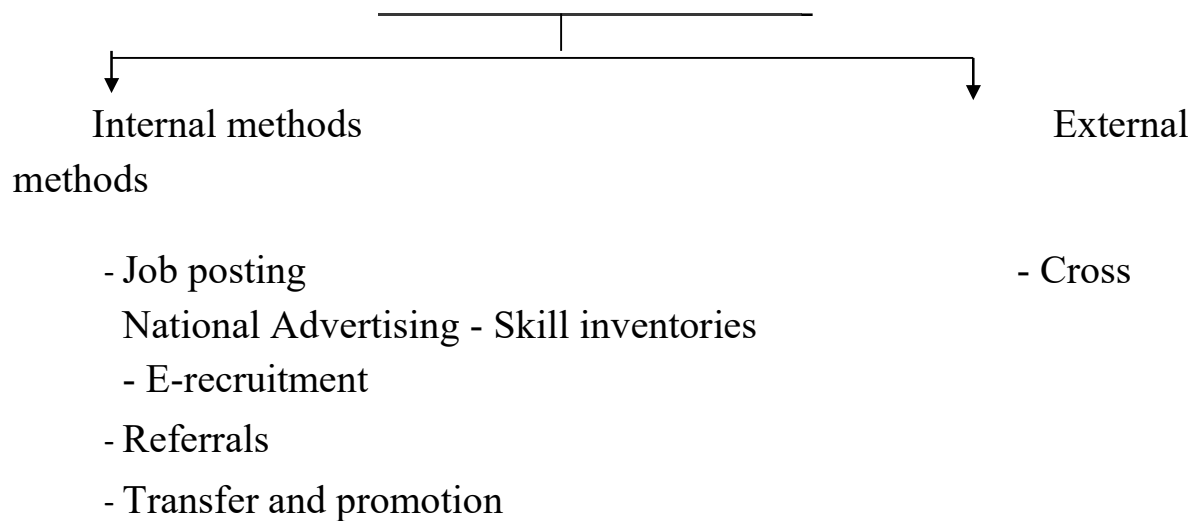 Internal methods External
methods
- Job posting - Cross
National Advertising - Skill inventories
- E-recruitment
- Referrals
- Transfer and promotion